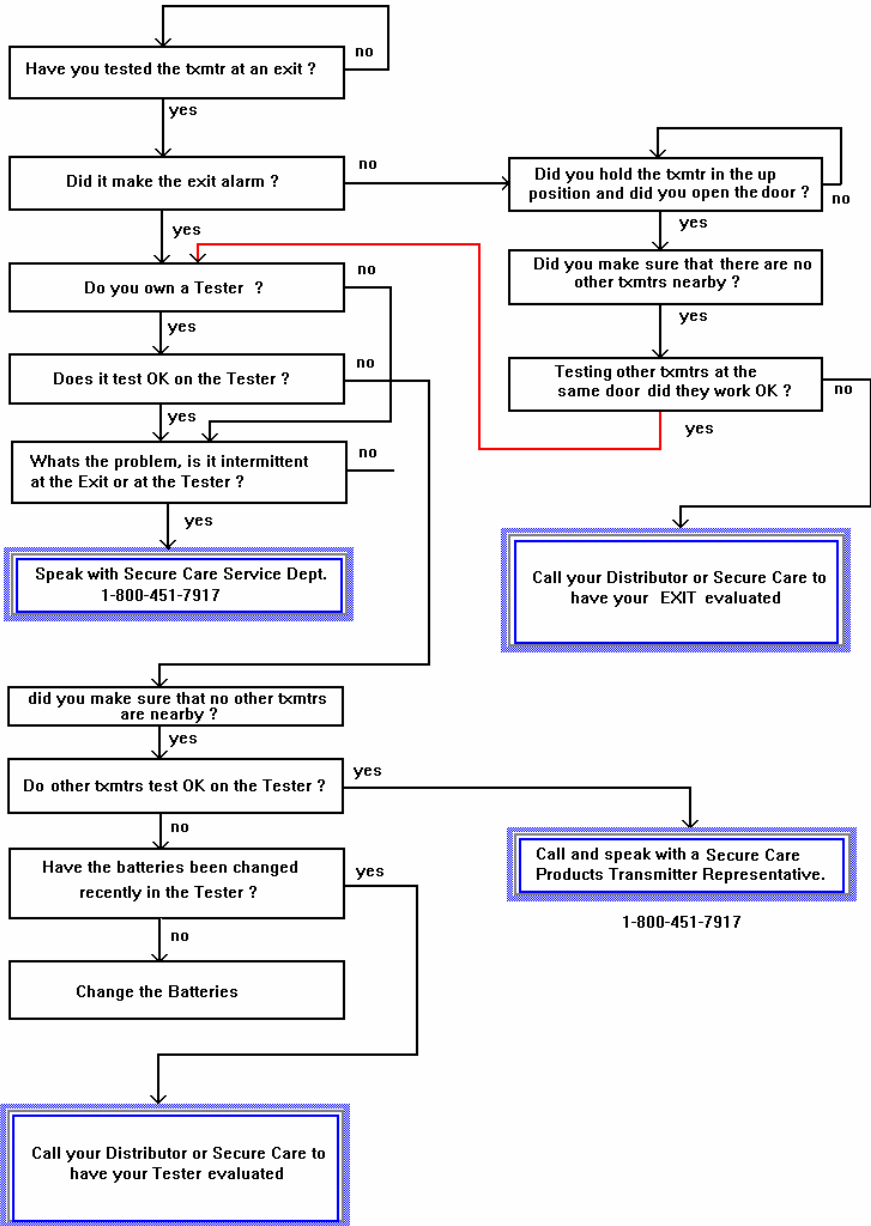 no
Have you tested the txmtr at an exit ?
yes
no
Did it make the exit alarm ?
Did you hold the txmtr in the up
position and did you open the door ?
no
yes
yes
no
Do you own a Tester ?
Did you make sure that there are no
other txmtrs nearby ?
yes
yes
no
Does it test OK on the Tester ?
Testing other txmtrs at the
same door did they work OK ?
no
yes
yes
no
Whats the problem, is it intermittent
at the Exit or at the Tester ?
yes
Speak with Secure Care Service Dept.
1-800-451-7917
Call your Distributor or Secure Care to
have your EXIT evaluated
did you make sure that no other txmtrs
are nearby ?
yes
yes
Do other txmtrs test OK on the Tester ?
no
Call and speak with a Secure Care
Products Transmitter Representative.
1-800-451-7917
Have the batteries been changed
recently in the Tester ?
yes
no
Change the Batteries
Call your Distributor or Secure Care to
have your Tester evaluated